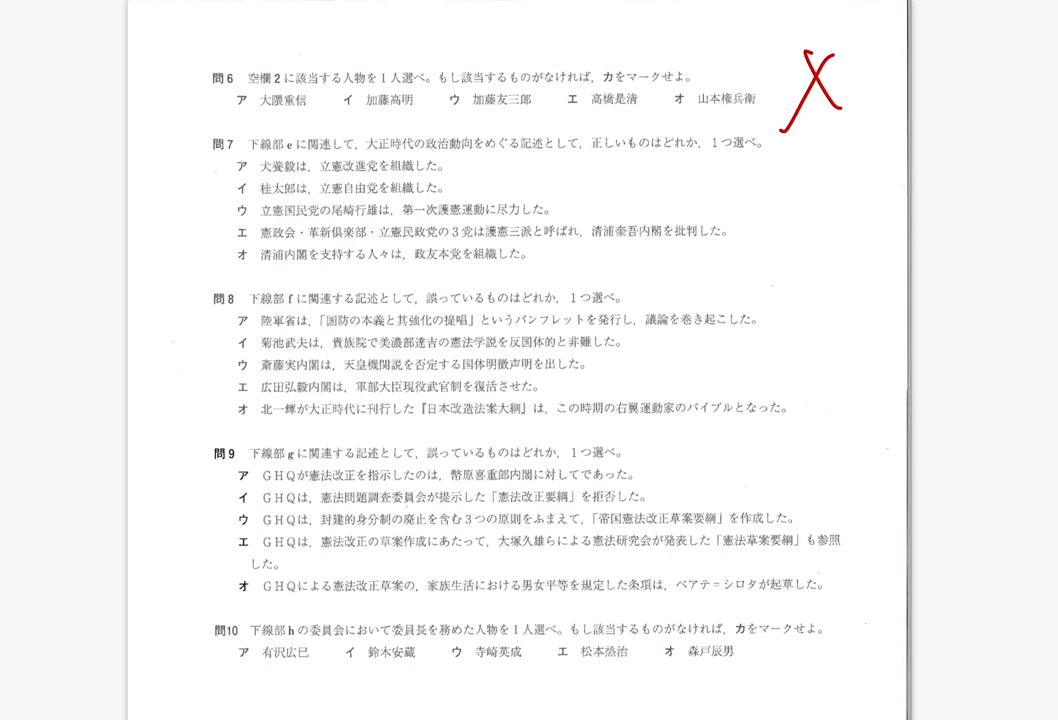 問6 空欄2に該当する人物を1人選べ。もし該当するものがなければ，カをマークせよ。
ア 大隈重信 イ 加藤高明 ウ 加藤友三郎 エ 高橋是清 オ 山本権兵衛
問7 下線部eに関連して，大正時代の政治動向をめぐる記述として，正しいものはどれか，1つ選べ。
ア 犬養毅は，立憲改進党を組織した。
イ 桂太郎は，立憲自由党を組織した。
ウ 立憲国民党の尾崎行雄は，第一次護憲運動に尽力した。
エ 憲政会・革新倶楽部・立憲民政党の3党は護憲三派と呼ばれ，清浦奎吾内閣を批判した。
オ 清浦内閣を支持する人々は，政友本党を組織した。
問8 下線部fに関連する記述として，誤っているものはどれか，1つ選べ。
ア 陸軍省は，「国防の本義と其強化の提唱」というパンフレットを発行し，議論を巻き起こした。
イ 菊池武夫は，貴族院で美濃部達吉の憲法学説を反国体的と非難した。
ウ 斎藤実内閣は，天皇機関説を否定する国体明徴声明を出した。
エ 広田弘毅内閣は，軍部大臣現役武官制を復活させた。
オ 北一輝が大正時代に刊行した『日本改造法案大綱』は，この時期の右翼運動家のバイブルとなった。
問9 下線部gに関連する記述として，誤っているものはどれか，1つ選べ。
ア GHQが憲法改正を指示したのは，幣原喜重郎内閣に対してであった。
イ GHQは，憲法問題調査委員会が提示した「憲法改正要綱」を拒否した。
ウ GHQは，封建的身分制の廃止を含む3つの原則をふまえて，「帝国憲法改正草案要綱」を作成した。
エ GHQは，憲法改正の草案作成にあたって，大塚久雄らによる憲法研究会が発表した「憲法草案要綱」も参照
した。
オ GHQによる憲法改正草案の，家族生活における男女平等を規定した条項は，ベアテ＝シロタが起草した。
問10 下線部hの委員会において委員長を務めた人物を1人選べ。もし該当するものがなければ，カをマークせよ。
ア 有沢広巳 イ 鈴木安蔵 ウ 寺崎英成 エ 松本烝治 オ 森戸辰男